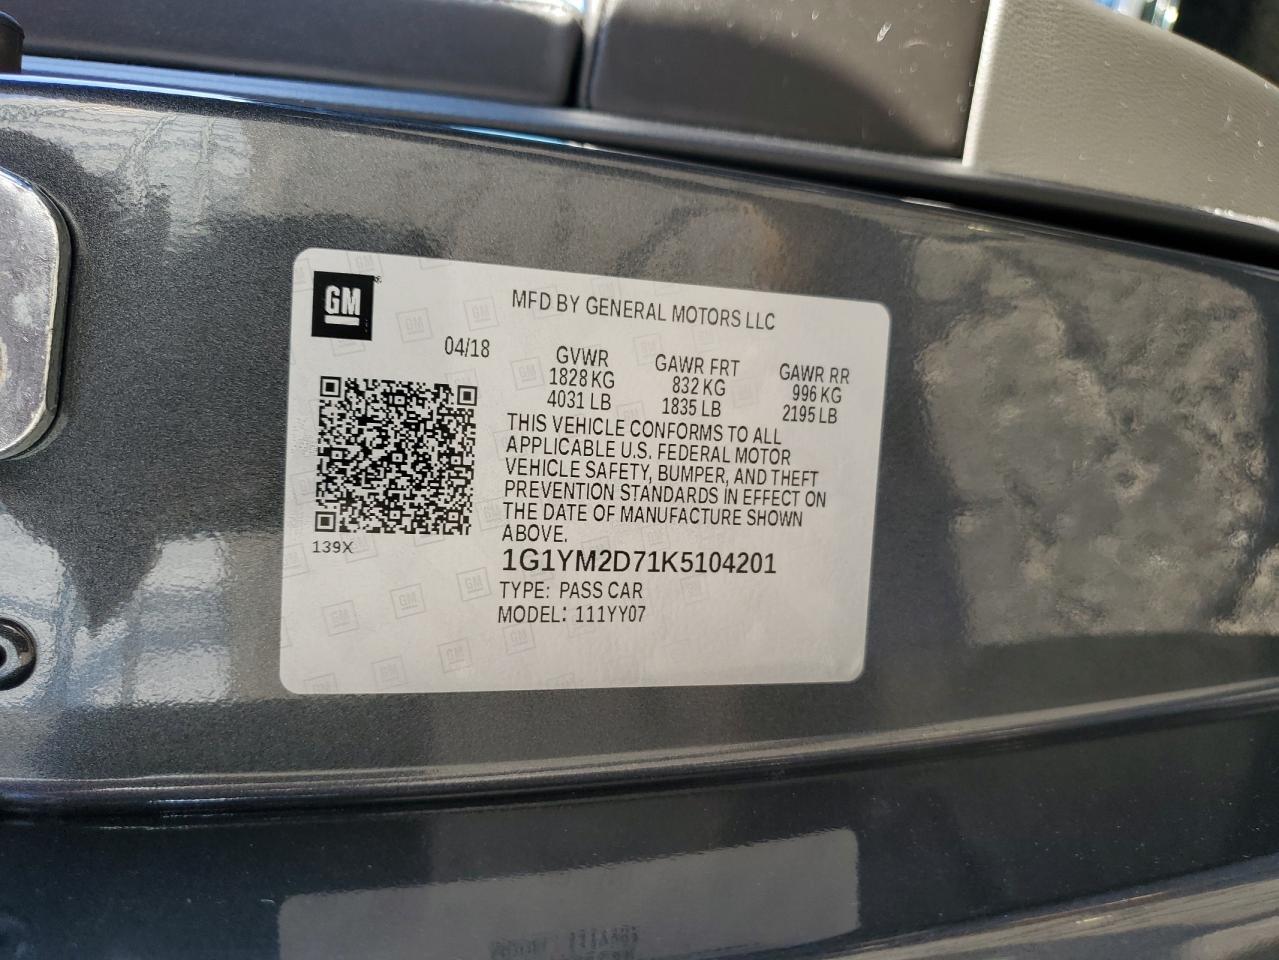 GM
MFD BY GENERAL MOTORS LLC
04/18
GVWR GAWR FRT GAWR RR
1828 KG 832 KG 996 KG
4031 LB 1835 LB 2195 LB
THIS VEHICLE CONFORMS TO ALL
APPLICABLE U.S. FEDERAL MOTOR
VEHICLE SAFETY, BUMPER, AND THEFT
PREVENTION STANDARDS IN EFFECT ON
THE DATE OF MANUFACTURE SHOWN
ABOVE.
139X
1G1YM2D71K5104201
TYPE: PASS CAR
MODEL: 111YY07